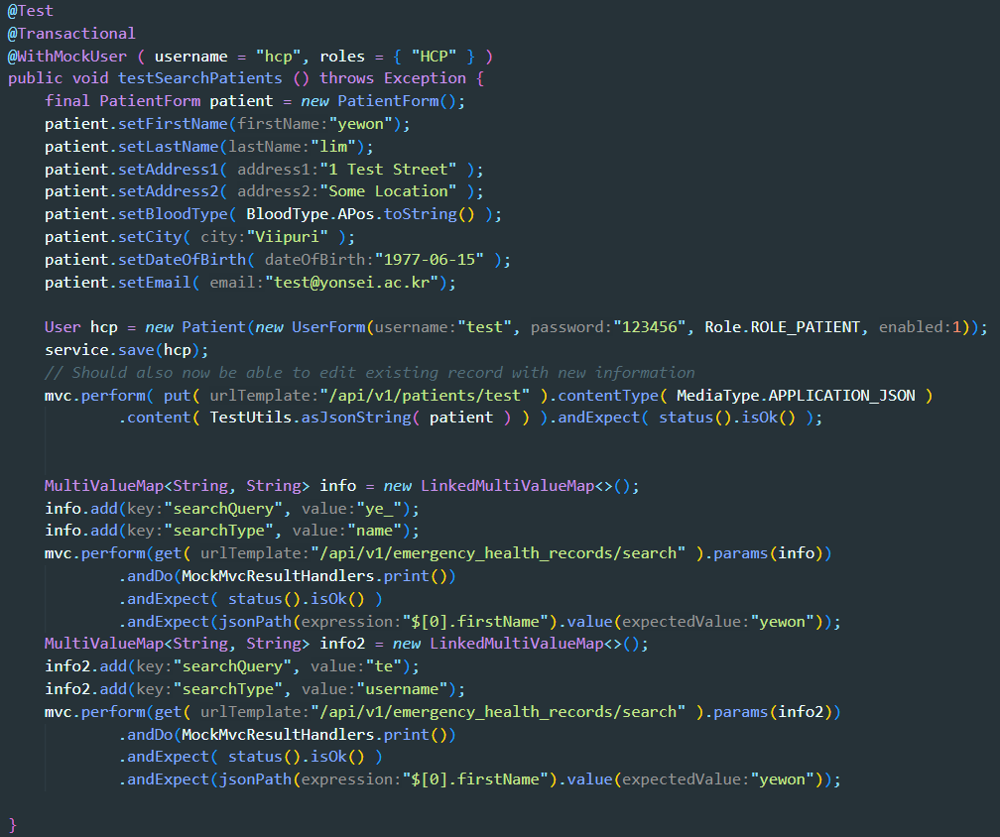 @Test
@Transactional
@WithMockUser ( username = "hcp", roles = { "HCP" } )
public void testSearchPatients () throws Exception {
final PatientForm patient = new PatientForm();
patient.setFirstName(firstName:"yewon");
patient.setLastName(lastName:"lim");
patient.setAddress1( address1:"1 Test Street" );
patient.setAddress2( address2:"Some Location" );
patient.setBloodType( BloodType.APos.toString() );
patient.setCity( city:"Viipuri" );
patient.setDateOfBirth( dateOfBirth:"1977-06-15" );
patient.setEmail( email:"test@yonsei.ac.kr");
User hcp = new Patient(new UserForm(username:"test", password:"123456", Role.ROLE_PATIENT, enabled:1));
service.save(hcp);
// Should also now be able to edit existing record with new information
mvc.perform( put( urlTemplate:"/api/v1/patients/test" ).contentType( MediaType.APPLICATION_JSON )
.content( TestUtils.asJsonString( patient ) ) ).andExpect( status().isOk() );
MultiValueMap<String, String> info = new LinkedMultiValueMap<>();
info.add(key:"searchQuery", value:"ye_");
info.add(key:"searchType", value:"name");
mvc.perform(get( urlTemplate:"/api/v1/emergency_health_records/search" ).params(info))
.andDo(MockMvcResultHandlers.print())
.andExpect( status().isOk() )
.andExpect(jsonPath(expression:"$[0].firstName").value(expectedValue:"yewon"));
MultiValueMap<String, String> info2 = new LinkedMultiValueMap<>();
info2.add(key:"searchQuery", value:"te");
info2.add(key:"searchType", value:"username");
mvc.perform(get( urlTemplate:"/api/v1/emergency_health_records/search" ).params(info2))
.andDo(MockMvcResultHandlers.print())
.andExpect( status().isOk() )
.andExpect(jsonPath(expression:"$[0].firstName").value(expectedValue:"yewon"));
}